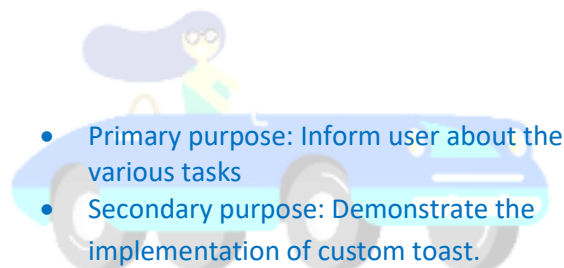 • Primary purpose: Inform user about the
various tasks
• Secondary purpose: Demonstrate the
implementation of custom toast.